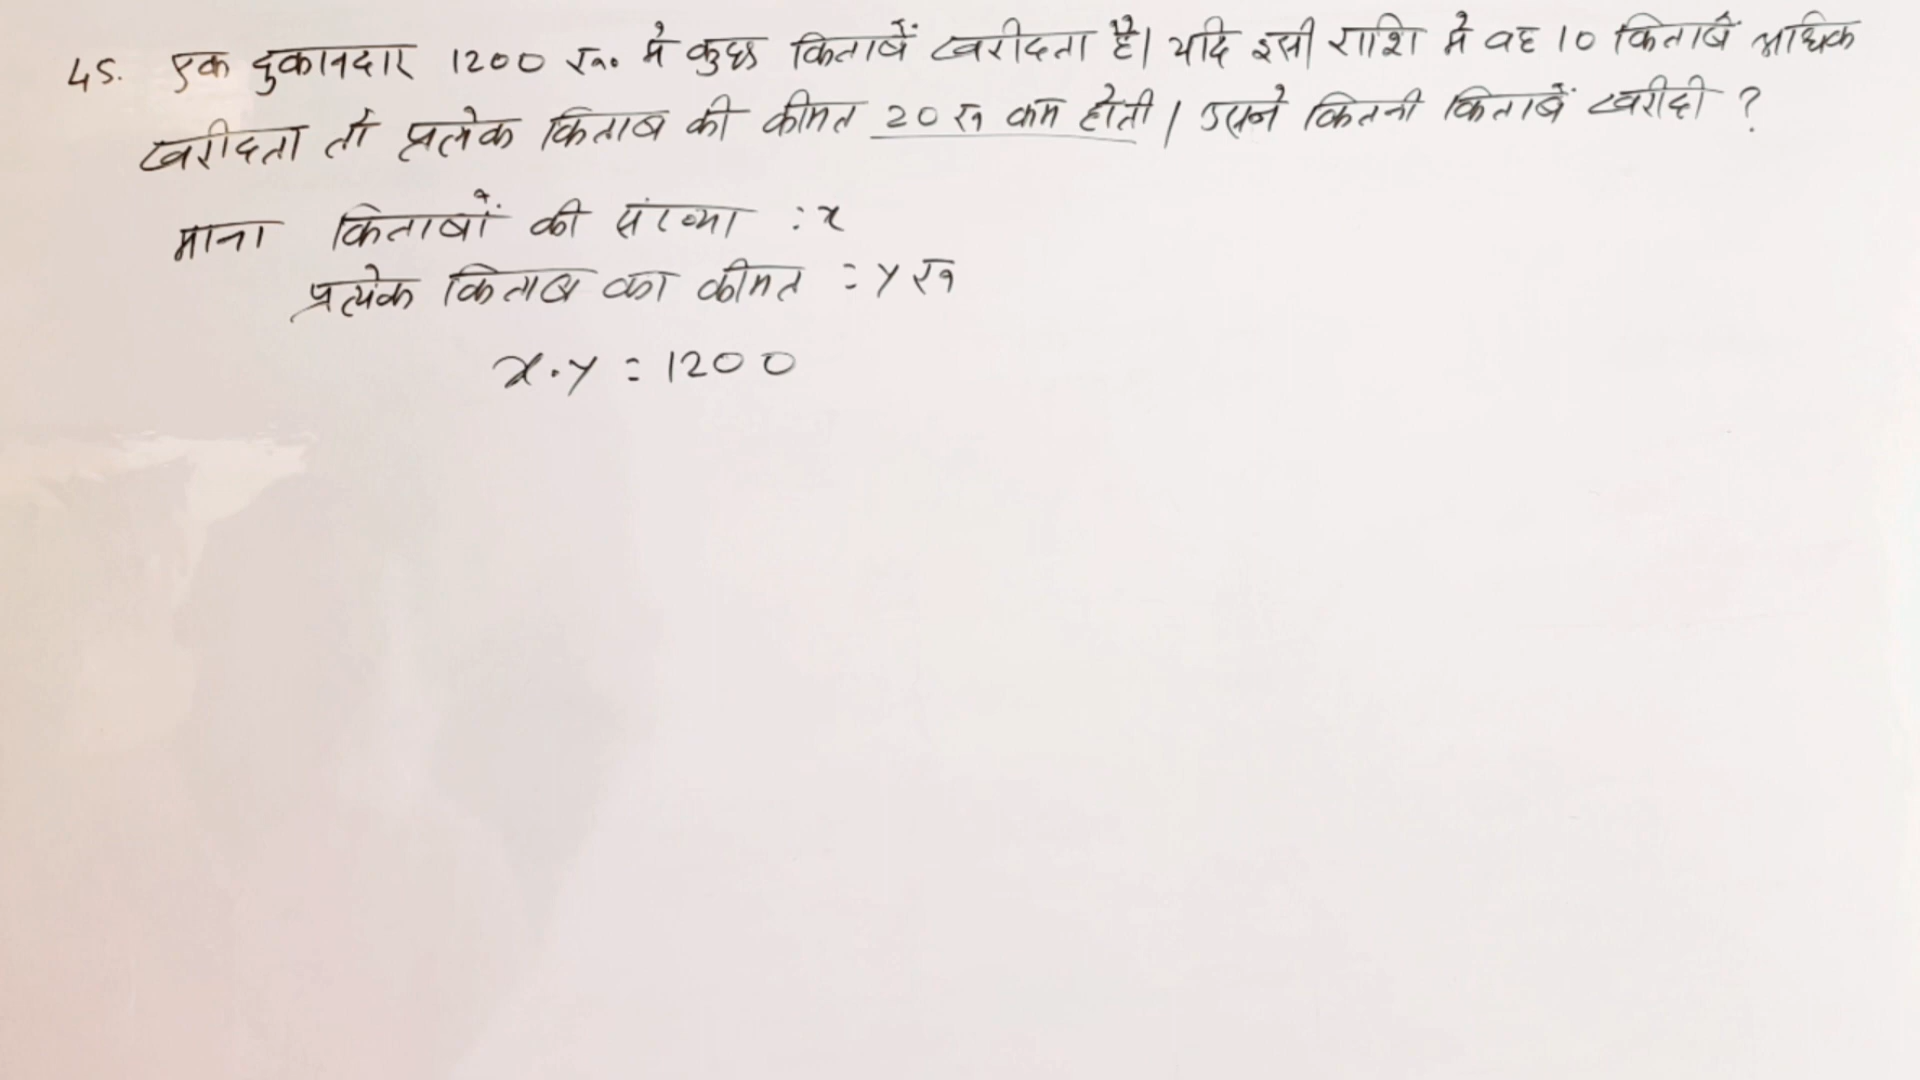 45. एक दुकानदार 1200 रू० में कुछ किताबें खरीदता है। यदि इसी राशि में वह 10 किताबें अधिक
खरीदता तो प्रत्येक किताब की कीमत 20 रू कम होती। उसने कितनी किताबें खरीदी ?
माना किताबों की संख्या : x
प्रत्येक किताब का कीमत = y रू
x.y = 1200